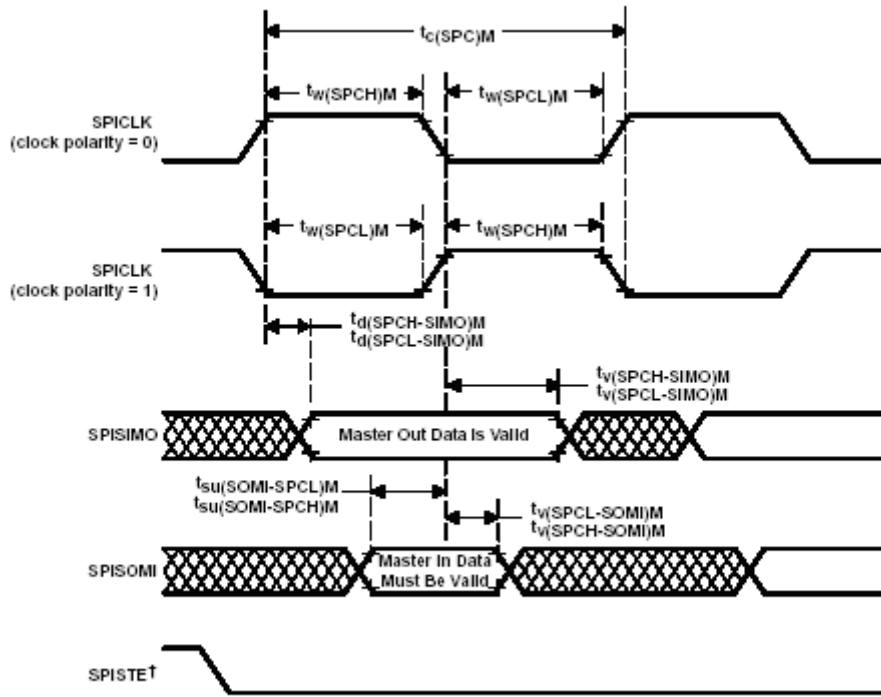 tc(SPC)M
tw(SPCH)M
tw(SPCL)M
SPICLK
(clock polarity = 0)
tw(SPCL)M
tw(SPCH)M
SPICLK
(clock polarity = 1)
td(SPCH-SIMO)M
td(SPCL-SIMO)M
tv(SPCH-SIMO)M
tv(SPCL-SIMO)M
SPISIMO
Master Out Data Is Valid
tsu(SOMI-SPCL)M
tsu(SOMI-SPCH)M
tv(SPCL-SOMI)M
tv(SPCH-SOMI)M
SPISOMI
Master In Data
Must Be Valid
SPISTE†